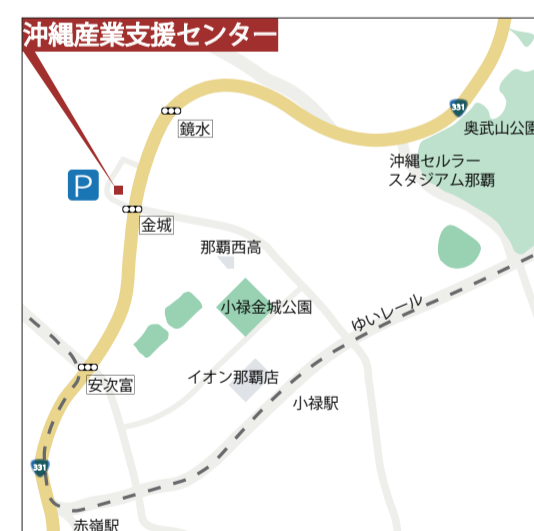 沖縄産業支援センター
331
鏡水
奥武山公園
沖縄セルラー
スタジアム那覇
P
金城
那覇西高
小禄金城公園
ゆいレール
イオン那覇店
安次富
小禄駅
331
赤嶺駅